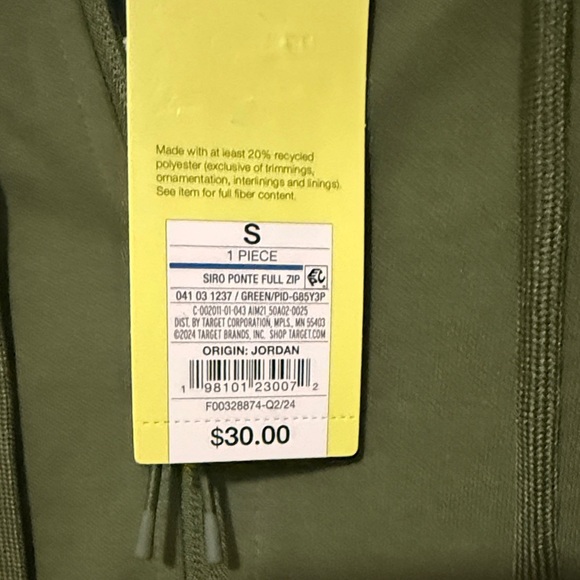 Made with at least 20% recycled
polyester (exclusive of trimmings,
ornamentation, interlinings and linings).
See item for full fiber content.
S
1 PIECE
SIRO PONTE FULL ZIP
041 03 1237 / GREEN/PID-G85Y3P
C-002011-01-043 AIM21 50A02-0025
DIST. BY TARGET CORPORATION, MPLS., MN 55403
©2024 TARGET BRANDS, INC. SHOP TARGET.COM
ORIGIN: JORDAN
1 98101 23007 2
F00328874-Q2/24
$30.00